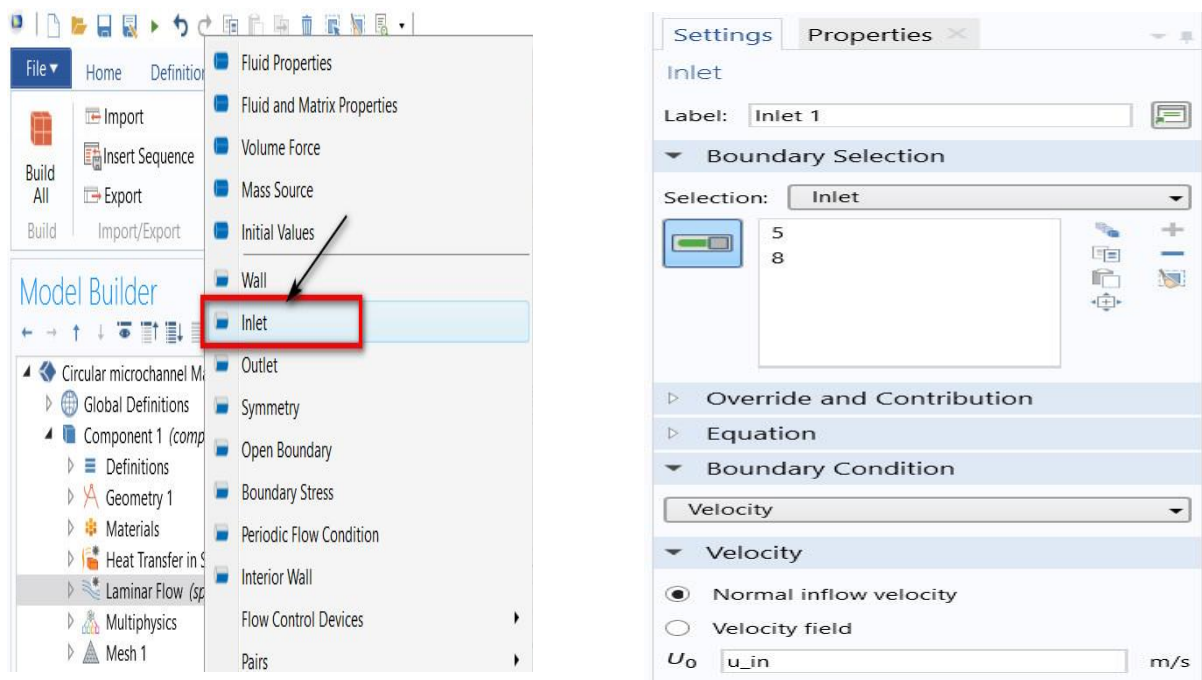 File
Home
Definition
Build
All
Import
Insert Sequence
Export
Build
Import/Export
Model Builder
Circular microchannel Ma
Global Definitions
Component 1 (comp
Definitions
Geometry 1
Materials
Heat Transfer in S
Laminar Flow (sp
Multiphysics
Mesh 1
Fluid Properties
Fluid and Matrix Properties
Volume Force
Mass Source
Initial Values
Wall
Inlet
Outlet
Symmetry
Open Boundary
Boundary Stress
Periodic Flow Condition
Interior Wall
Flow Control Devices
Pairs
Settings Properties
Inlet
Label: Inlet 1
Boundary Selection
Selection: Inlet
5
8
Override and Contribution
Equation
Boundary Condition
Velocity
Velocity
Normal inflow velocity
Velocity field
U₀ u_in m/s